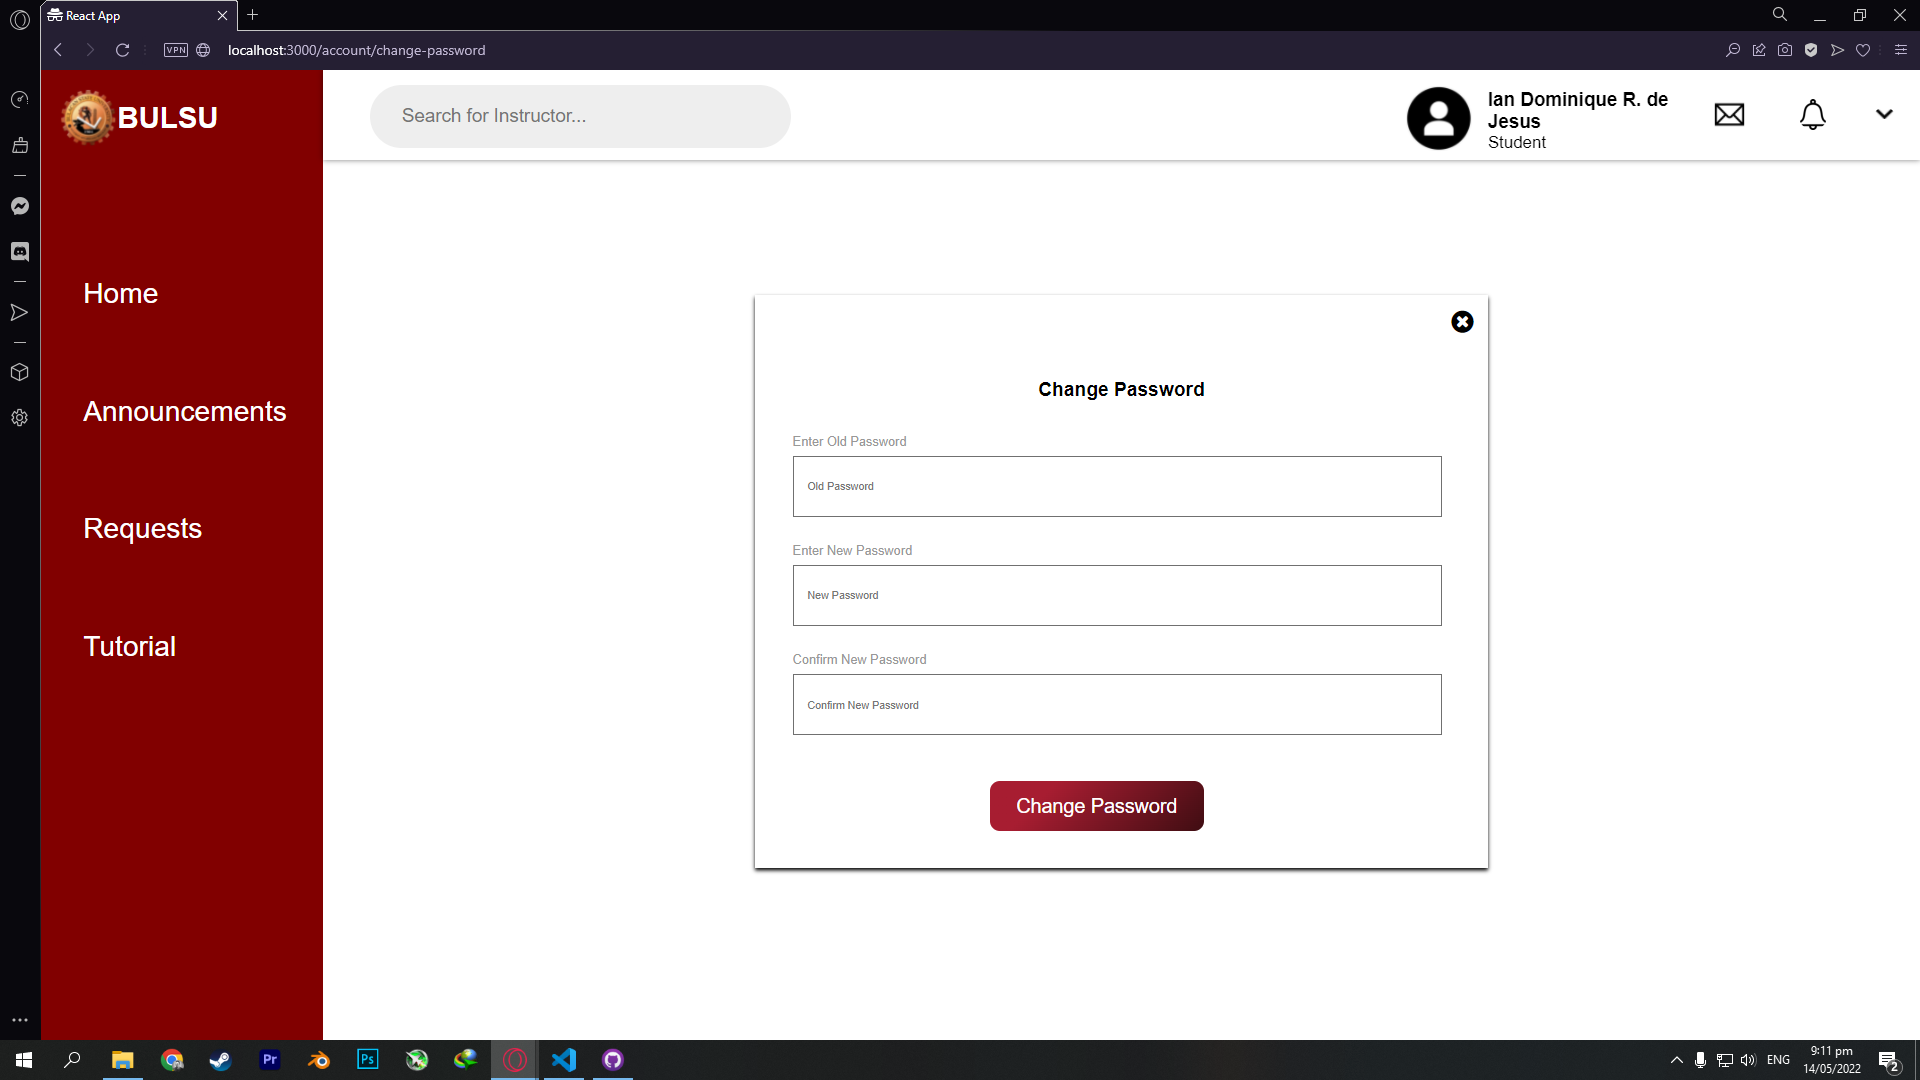 React App
VPN
localhost:3000/account/change-password
BULSU
Search for Instructor...
Ian Dominique R. de
Jesus
Student
Home
Announcements
Requests
Tutorial
Change Password
Enter Old Password
Old Password
Enter New Password
New Password
Confirm New Password
Confirm New Password
Change Password
Pr
Ps
ENG
9:11 pm
14/05/2022
2